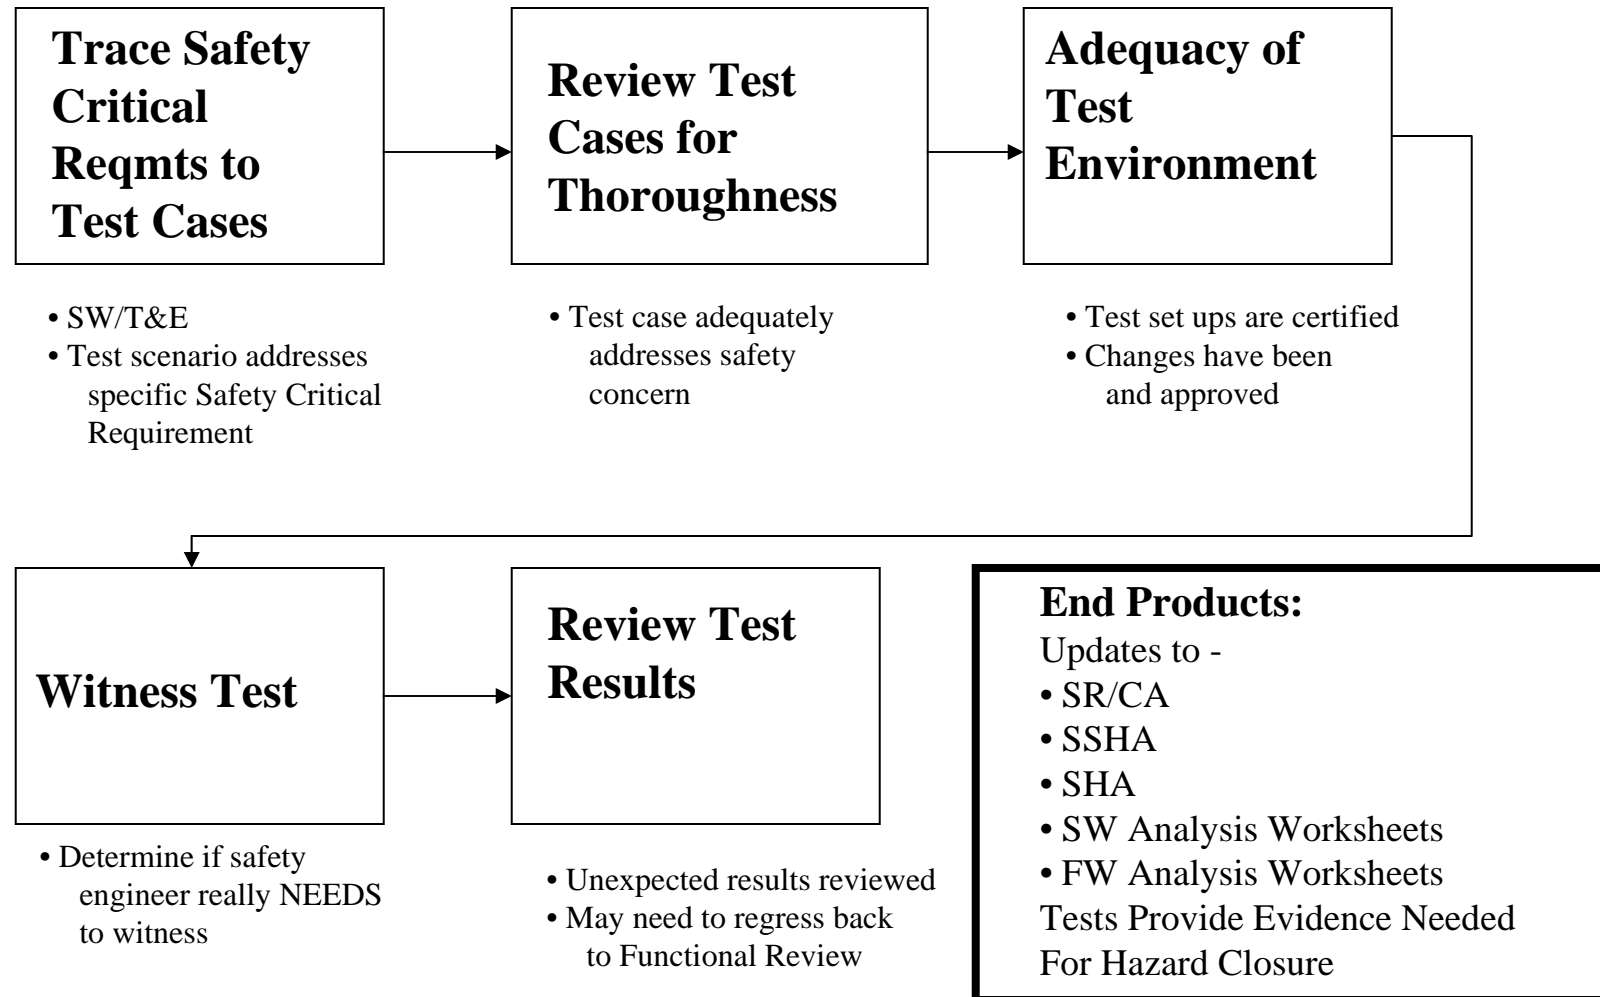 Trace Safety
Critical
Reqmts to
Test Cases
• SW/T&E
• Test scenario addresses
specific Safety Critical
Requirement
Review Test
Cases for
Thoroughness
• Test case adequately
addresses safety
concern
Adequacy of
Test
Environment
• Test set ups are certified
• Changes have been
and approved
Witness Test
• Determine if safety
engineer really NEEDS
to witness
Review Test
Results
• Unexpected results reviewed
• May need to regress back
to Functional Review
End Products:
Updates to -
• SR/CA
• SSHA
• SHA
• SW Analysis Worksheets
• FW Analysis Worksheets
Tests Provide Evidence Needed
For Hazard Closure